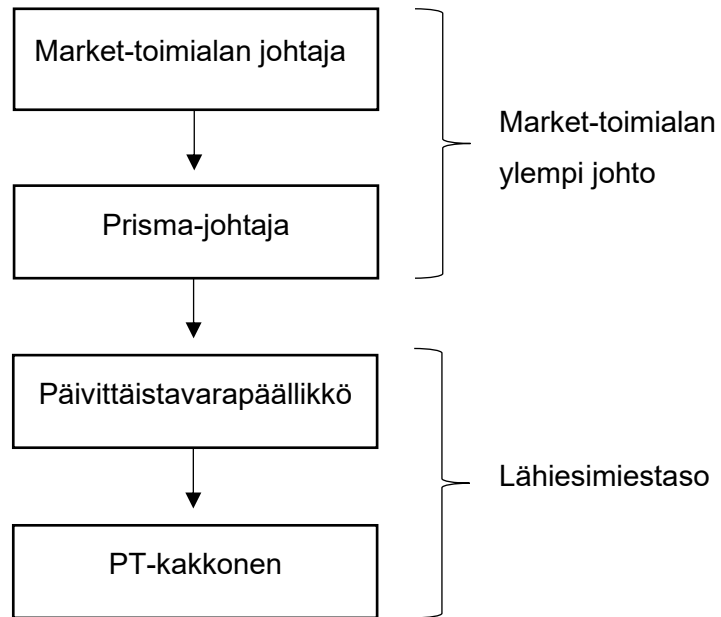 Market-toimialan johtaja
Market-toimialan
ylempi johto
Prisma-johtaja
Päivittäistavarapäällikkö
Lähiesimiestaso
PT-kakkonen